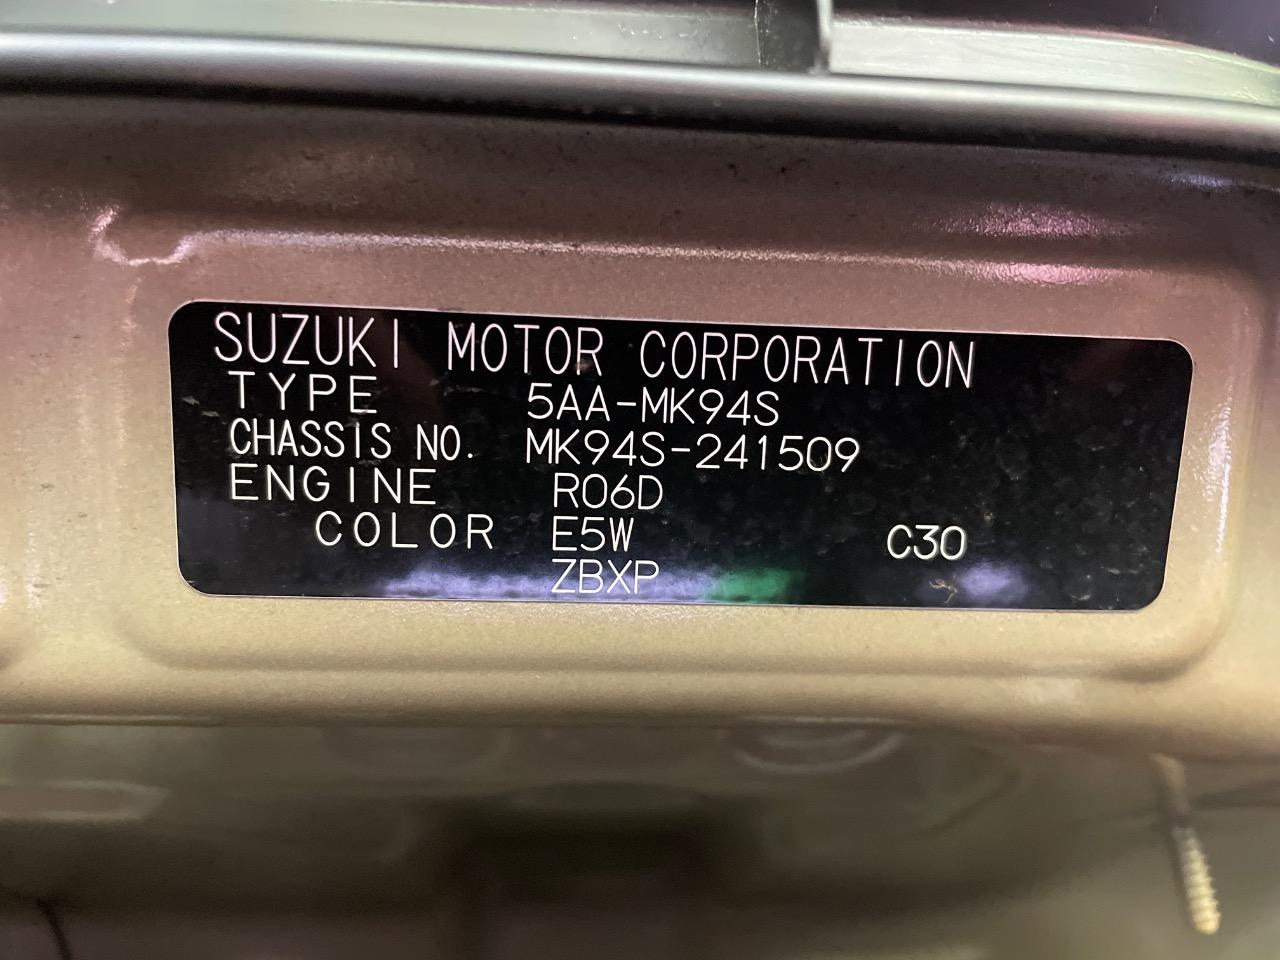 SUZUKI MOTOR CORPORATION
TYPE 5AA-MK94S
CHASSIS NO. MK94S-241509
ENGINE R06D
COLOR E5W C30
ZBXP